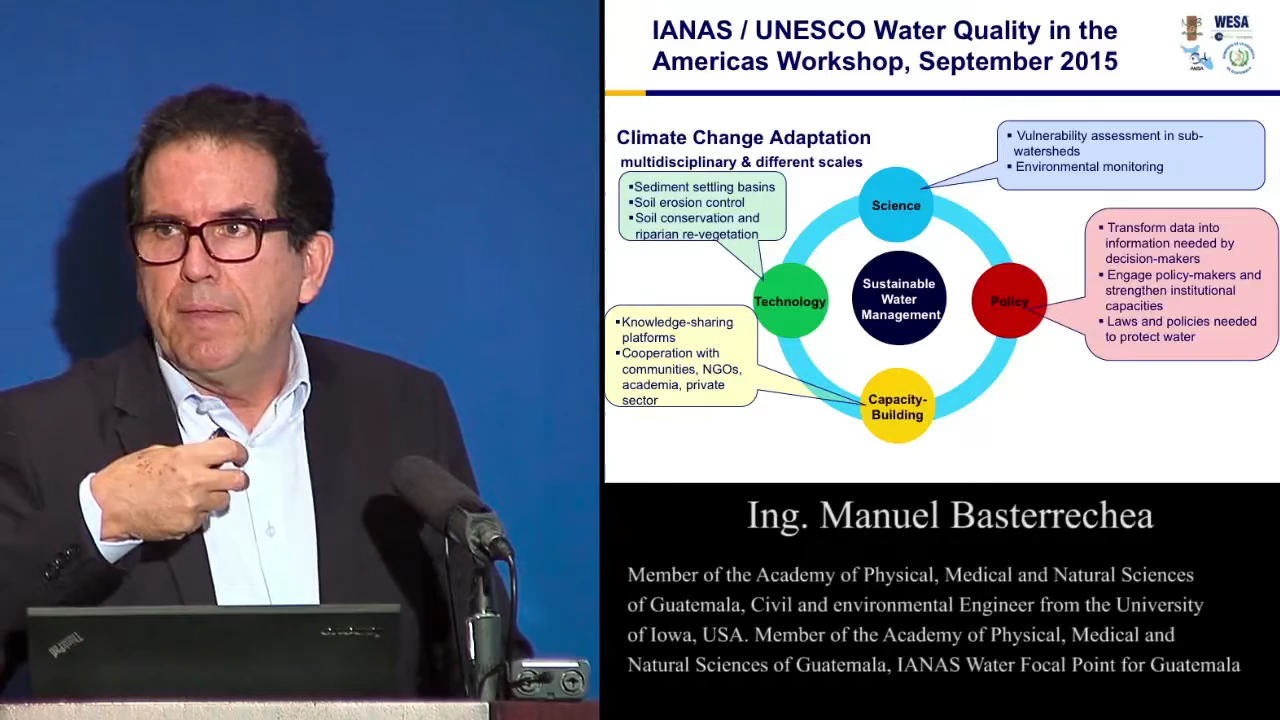 IANAS / UNESCO Water Quality in the
Americas Workshop, September 2015
WESA
ANSA
Climate Change Adaptation
multidisciplinary & different scales
▪Sediment settling basins
▪Soil erosion control
▪Soil conservation and
riparian re-vegetation
▪ Vulnerability assessment in sub-
watersheds
▪ Environmental monitoring
Science
▪ Transform data into
information needed by
decision-makers
▪ Engage policy-makers and
strengthen institutional
capacities
▪ Laws and policies needed
to protect water
Technology
Sustainable
Water
Management
Policy
▪Knowledge-sharing
platforms
▪Cooperation with
communities, NGOs,
academia, private
sector
Capacity-
Building
Ing. Manuel Basterrechea
Member of the Academy of Physical, Medical and Natural Sciences
of Guatemala, Civil and environmental Engineer from the University
of Iowa, USA. Member of the Academy of Physical, Medical and
Natural Sciences of Guatemala, IANAS Water Focal Point for Guatemala
ThinkPad
lenovo